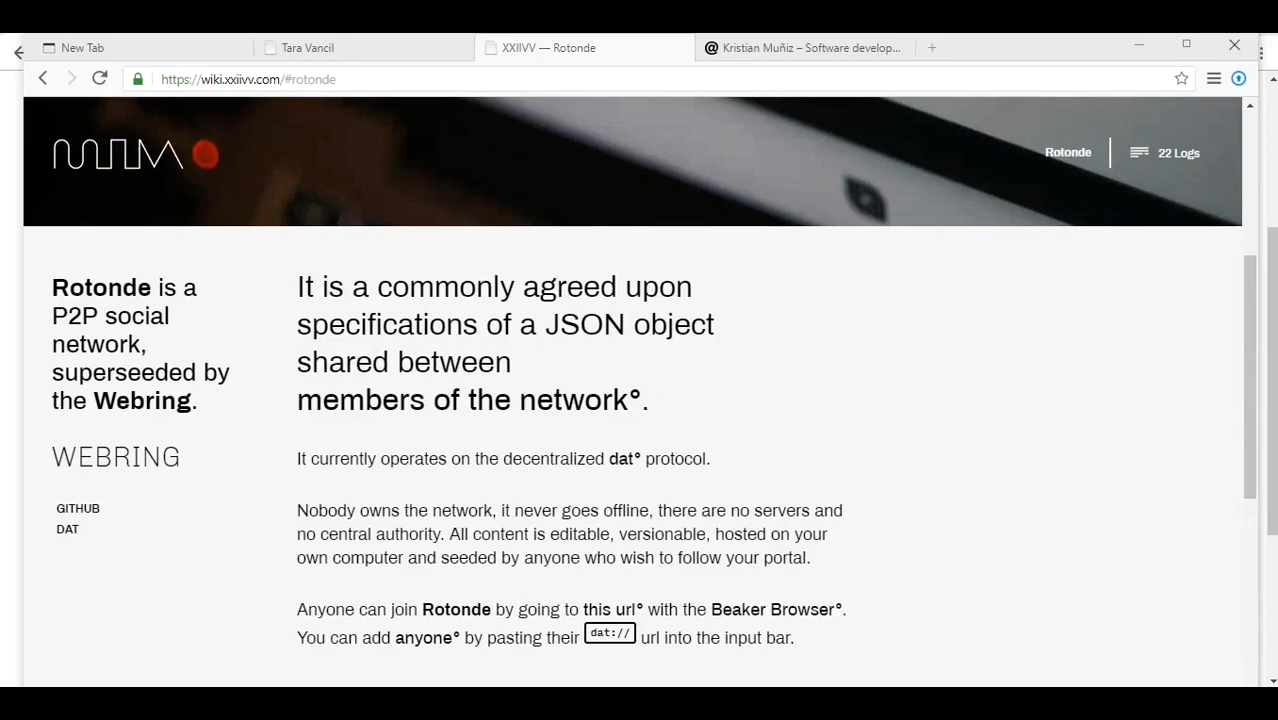 New Tab
Tara Vancil
XXIIVV — Rotonde
Kristian Muñiz – Software develop...
https://wiki.xxiivv.com/#rotonde
Rotonde
22 Logs
Rotonde is a
P2P social
network,
superseeded by
the Webring.
WEBRING
GITHUB
DAT
It is a commonly agreed upon
specifications of a JSON object
shared between
members of the network°.
It currently operates on the decentralized dat° protocol.
Nobody owns the network, it never goes offline, there are no servers and
no central authority. All content is editable, versionable, hosted on your
own computer and seeded by anyone who wish to follow your portal.
Anyone can join Rotonde by going to this url° with the Beaker Browser°.
You can add anyone° by pasting their dat:// url into the input bar.